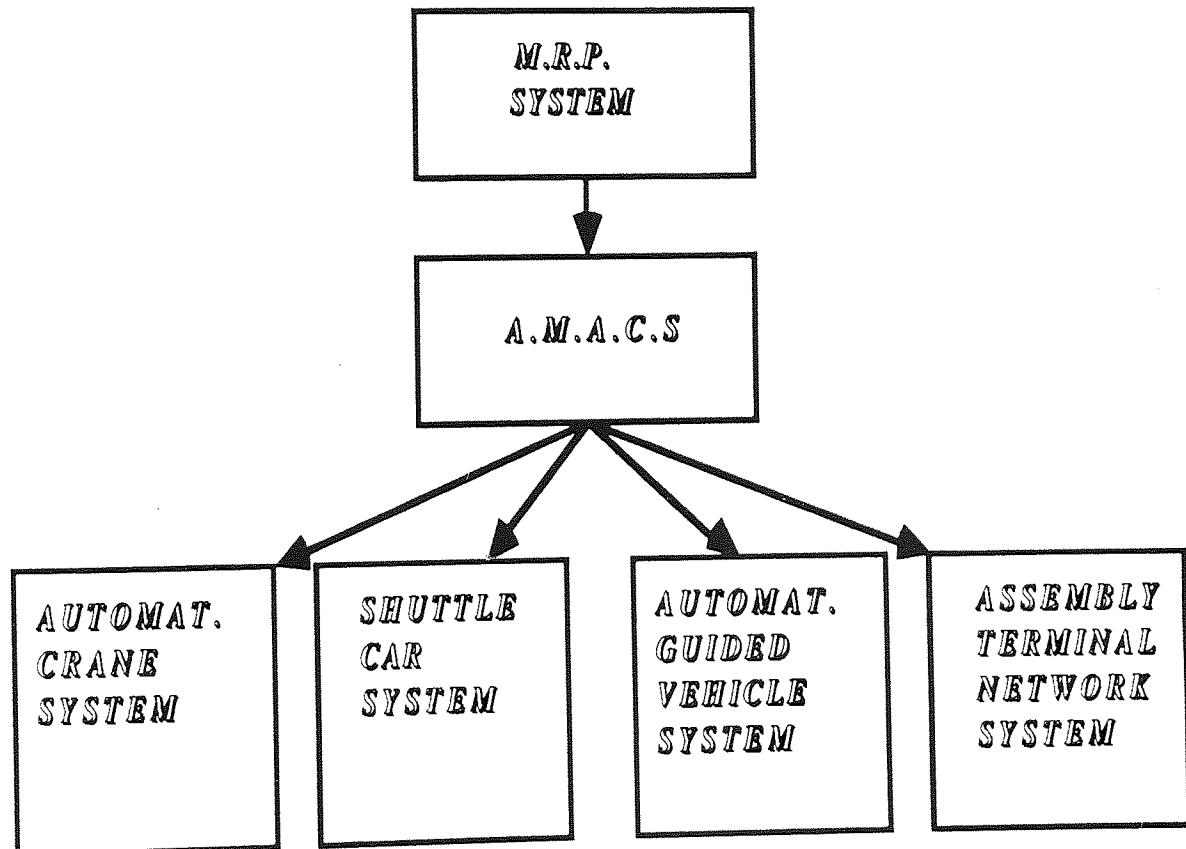 M.R.P.
SYSTEM
A.M.A.C.S
AUTOMAT.
CRANE
SYSTEM
SHUTTLE
CAR
SYSTEM
AUTOMAT.
GUIDED
VEHICLE
SYSTEM
ASSEMBLY
TERMINAL
NETWORK
SYSTEM